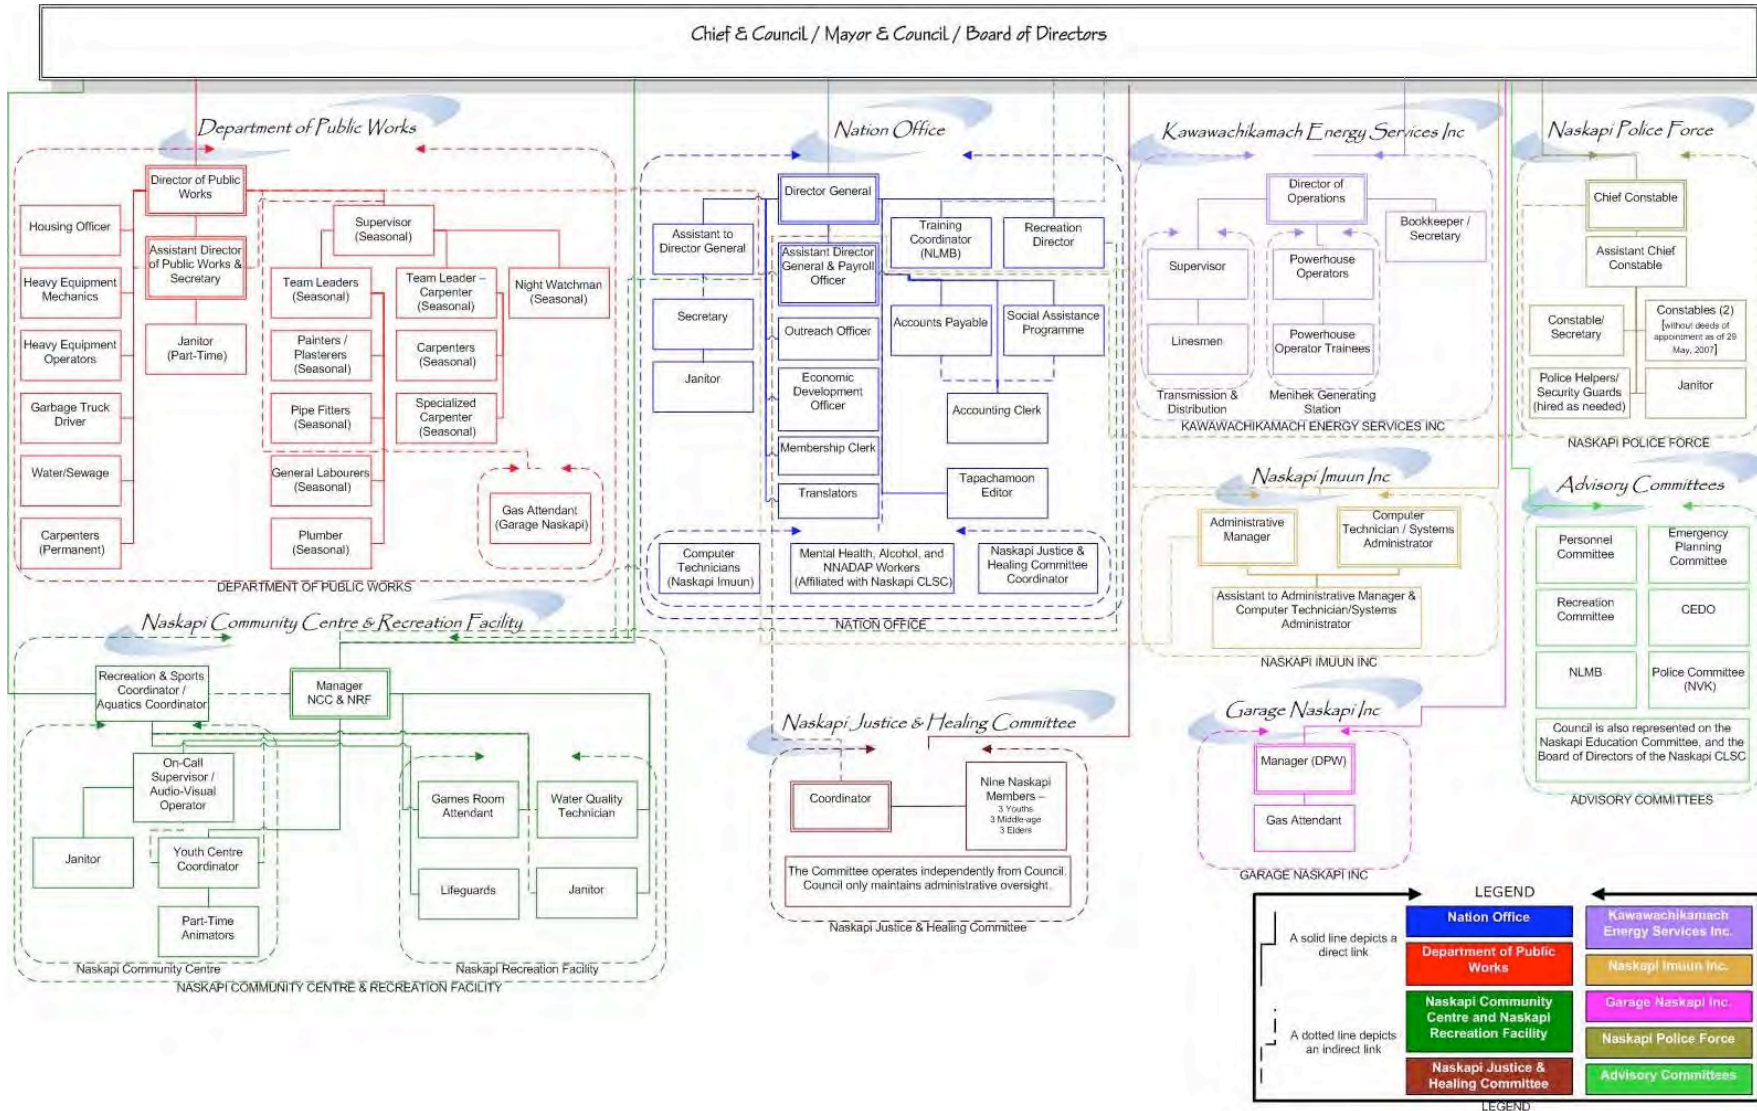 Chief & Council / Mayor & Council / Board of Directors
Department of Public Works
Director of Public
Works
Housing Officer
Assistant Director
of Public Works &
Secretary
Heavy Equipment
Mechanics
Heavy Equipment
Operators
Janitor
(Part-Time)
Garbage Truck
Driver
Water/Sewage
Carpenters
(Permanent)
Supervisor
(Seasonal)
Team Leaders
(Seasonal)
Team Leader –
Carpenter
(Seasonal)
Night Watchman
(Seasonal)
Painters /
Plasterers
(Seasonal)
Carpenters
(Seasonal)
Pipe Fitters
(Seasonal)
Specialized
Carpenter
(Seasonal)
General Labourers
(Seasonal)
Plumber
(Seasonal)
Gas Attendant
(Garage Naskapi)
DEPARTMENT OF PUBLIC WORKS
Nation Office
Director General
Assistant to
Director General
Assistant Director
General & Payroll
Officer
Training
Coordinator
(NLMB)
Recreation
Director
Secretary
Janitor
Outreach Officer
Accounts Payable
Social Assistance
Programme
Economic
Development
Officer
Accounting Clerk
Membership Clerk
Translators
Tapachamoon
Editor
Computer
Technicians
(Naskapi Imuun)
Mental Health, Alcohol, and
NNADAP Workers
(Affiliated with Naskapi CLSC)
Naskapi Justice &
Healing Committee
Coordinator
NATION OFFICE
Kawawachikamach Energy Services Inc
Director of
Operations
Bookkeeper /
Secretary
Supervisor
Powerhouse
Operators
Linesmen
Powerhouse
Operator Trainees
Transmission &
Distribution
Menihek Generating
Station
KAWAWACHIKAMACH ENERGY SERVICES INC
Naskapi Police Force
Chief Constable
Assistant Chief
Constable
Constable/
Secretary
Constables (2)
[without deeds of
appointment as of 29
May, 2007]
Police Helpers/
Security Guards
(hired as needed)
Janitor
NASKAPI POLICE FORCE
Naskapi Imuun Inc
Administrative
Manager
Computer
Technician / Systems
Administrator
Assistant to Administrative Manager &
Computer Technician/Systems
Administrator
NASKAPI IMUUN INC
Advisory Committees
Personnel
Committee
Emergency
Planning
Committee
Recreation
Committee
CEDO
NLMB
Police Committee
(NVK)
Council is also represented on the
Naskapi Education Committee, and the
Board of Directors of the Naskapi CLSC
ADVISORY COMMITTEES
Naskapi Community Centre & Recreation Facility
Recreation & Sports
Coordinator /
Aquatics Coordinator
Manager
NCC & NRF
On-Call
Supervisor /
Audio-Visual
Operator
Janitor
Youth Centre
Coordinator
Part-Time
Animators
Naskapi Community Centre
Games Room
Attendant
Water Quality
Technician
Lifeguards
Janitor
Naskapi Recreation Facility
NASKAPI COMMUNITY CENTRE & RECREATION FACILITY
Naskapi Justice & Healing Committee
Coordinator
Nine Naskapi
Members –
3 Youths
3 Middle-age
3 Elders
The Committee operates independently from Council.
Council only maintains administrative oversight.
Naskapi Justice & Healing Committee
Garage Naskapi Inc
Manager (DPW)
Gas Attendant
GARAGE NASKAPI INC
LEGEND
A solid line depicts a
direct link
A dotted line depicts
an indirect link
Nation Office
Department of Public
Works
Naskapi Community
Centre and Naskapi
Recreation Facility
Naskapi Justice &
Healing Committee
Kawawachikamach
Energy Services Inc.
Naskapi Imuun Inc.
Garage Naskapi Inc.
Naskapi Police Force
Advisory Committees
LEGEND